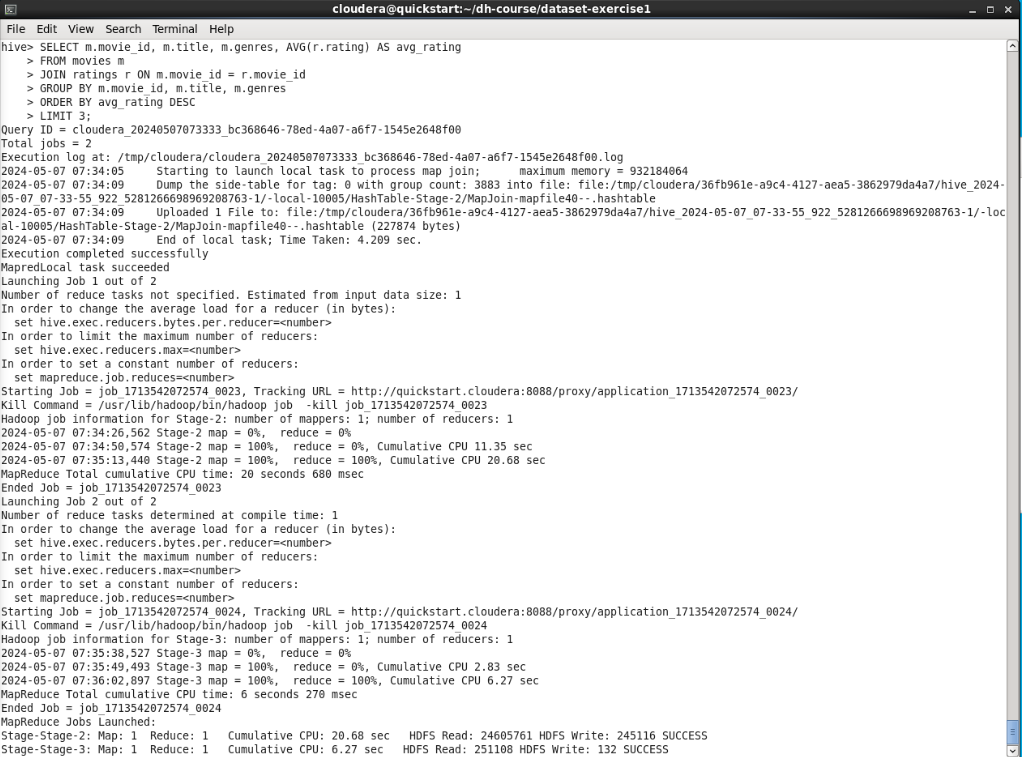 cloudera@quickstart:~/dh-course/dataset-exercise1
File Edit View Search Terminal Help
hive> SELECT m.movie_id, m.title, m.genres, AVG(r.rating) AS avg_rating
    > FROM movies m
    > JOIN ratings r ON m.movie_id = r.movie_id
    > GROUP BY m.movie_id, m.title, m.genres
    > ORDER BY avg_rating DESC
    > LIMIT 3;
Query ID = cloudera_20240507073333_bc368646-78ed-4a07-a6f7-1545e2648f00
Total jobs = 2
Execution log at: /tmp/cloudera/cloudera_20240507073333_bc368646-78ed-4a07-a6f7-1545e2648f00.log
2024-05-07 07:34:05     Starting to launch local task to process map join;      maximum memory = 932184064
2024-05-07 07:34:09     Dump the side-table for tag: 0 with group count: 3883 into file: file:/tmp/cloudera/36fb961e-a9c4-4127-aea5-3862979da4a7/hive_2024-
05-07_07-33-55_922_5281266698969208763-1/-local-10005/HashTable-Stage-2/MapJoin-mapfile40--.hashtable
2024-05-07 07:34:09     Uploaded 1 File to: file:/tmp/cloudera/36fb961e-a9c4-4127-aea5-3862979da4a7/hive_2024-05-07_07-33-55_922_5281266698969208763-1/-loc
al-10005/HashTable-Stage-2/MapJoin-mapfile40--.hashtable (227874 bytes)
2024-05-07 07:34:09     End of local task; Time Taken: 4.209 sec.
Execution completed successfully
MapredLocal task succeeded
Launching Job 1 out of 2
Number of reduce tasks not specified. Estimated from input data size: 1
In order to change the average load for a reducer (in bytes):
  set hive.exec.reducers.bytes.per.reducer=<number>
In order to limit the maximum number of reducers:
  set hive.exec.reducers.max=<number>
In order to set a constant number of reducers:
  set mapreduce.job.reduces=<number>
Starting Job = job_1713542072574_0023, Tracking URL = http://quickstart.cloudera:8088/proxy/application_1713542072574_0023/
Kill Command = /usr/lib/hadoop/bin/hadoop job  -kill job_1713542072574_0023
Hadoop job information for Stage-2: number of mappers: 1; number of reducers: 1
2024-05-07 07:34:26,562 Stage-2 map = 0%,  reduce = 0%
2024-05-07 07:34:50,574 Stage-2 map = 100%,  reduce = 0%, Cumulative CPU 11.35 sec
2024-05-07 07:35:13,440 Stage-2 map = 100%,  reduce = 100%, Cumulative CPU 20.68 sec
MapReduce Total cumulative CPU time: 20 seconds 680 msec
Ended Job = job_1713542072574_0023
Launching Job 2 out of 2
Number of reduce tasks determined at compile time: 1
In order to change the average load for a reducer (in bytes):
  set hive.exec.reducers.bytes.per.reducer=<number>
In order to limit the maximum number of reducers:
  set hive.exec.reducers.max=<number>
In order to set a constant number of reducers:
  set mapreduce.job.reduces=<number>
Starting Job = job_1713542072574_0024, Tracking URL = http://quickstart.cloudera:8088/proxy/application_1713542072574_0024/
Kill Command = /usr/lib/hadoop/bin/hadoop job  -kill job_1713542072574_0024
Hadoop job information for Stage-3: number of mappers: 1; number of reducers: 1
2024-05-07 07:35:38,527 Stage-3 map = 0%,  reduce = 0%
2024-05-07 07:35:49,493 Stage-3 map = 100%,  reduce = 0%, Cumulative CPU 2.83 sec
2024-05-07 07:36:02,897 Stage-3 map = 100%,  reduce = 100%, Cumulative CPU 6.27 sec
MapReduce Total cumulative CPU time: 6 seconds 270 msec
Ended Job = job_1713542072574_0024
MapReduce Jobs Launched:
Stage-Stage-2: Map: 1  Reduce: 1   Cumulative CPU: 20.68 sec   HDFS Read: 24605761 HDFS Write: 245116 SUCCESS
Stage-Stage-3: Map: 1  Reduce: 1   Cumulative CPU: 6.27 sec   HDFS Read: 251108 HDFS Write: 132 SUCCESS